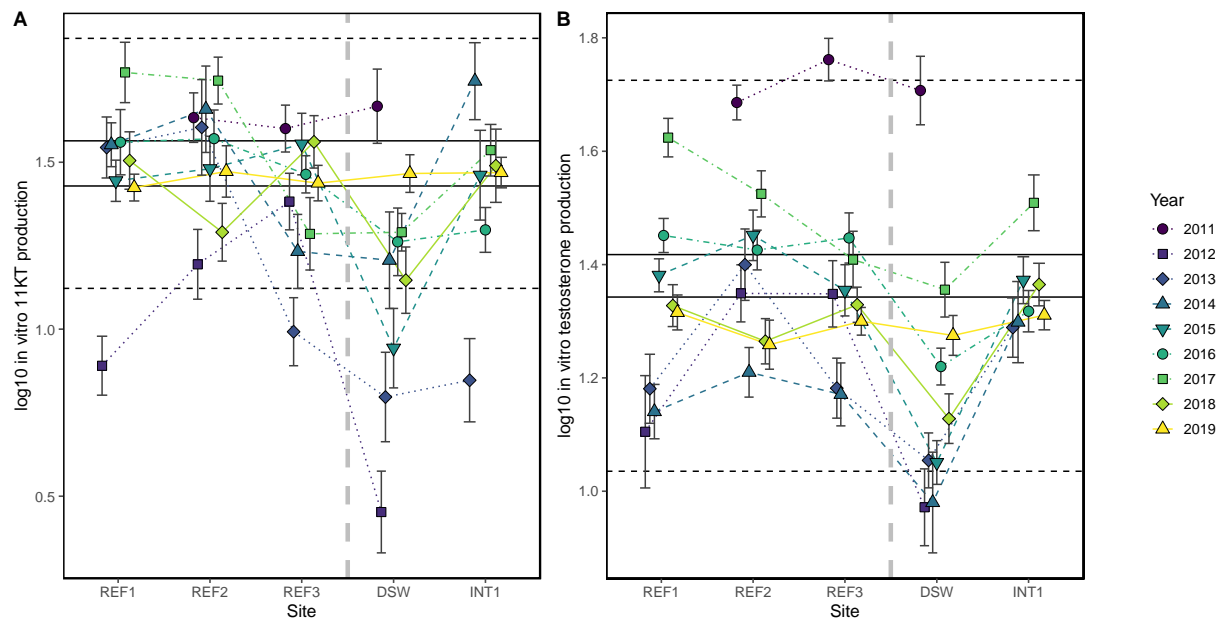 A
log10 in vitro 11KT production
1.5
1.0
0.5
REF1 REF2 REF3 DSW INT1
Site
B
log10 in vitro testosterone production
1.8
1.6
1.4
1.2
1.0
REF1 REF2 REF3 DSW INT1
Site
Year
2011
2012
2013
2014
2015
2016
2017
2018
2019